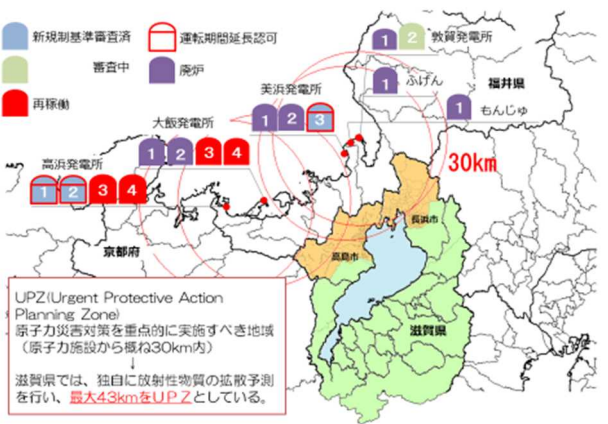 新規制基準審査済
運転期間延長認可
審査中
廃炉
再稼働
1 2 敦賀発電所
1 ふげん
福井県
1 もんじゅ
美浜発電所
1 2 3
大飯発電所
1 2 3 4
高浜発電所
1 2 3 4
30km
長浜市
高島市
京都府
滋賀県
UPZ(Urgent Protective Action
Planning Zone)
原子力災害対策を重点的に実施すべき地域
(原子力施設から概ね30km内)
↓
滋賀県では、独自に放射性物質の拡散予測
を行い、最大43kmをUPZとしている。